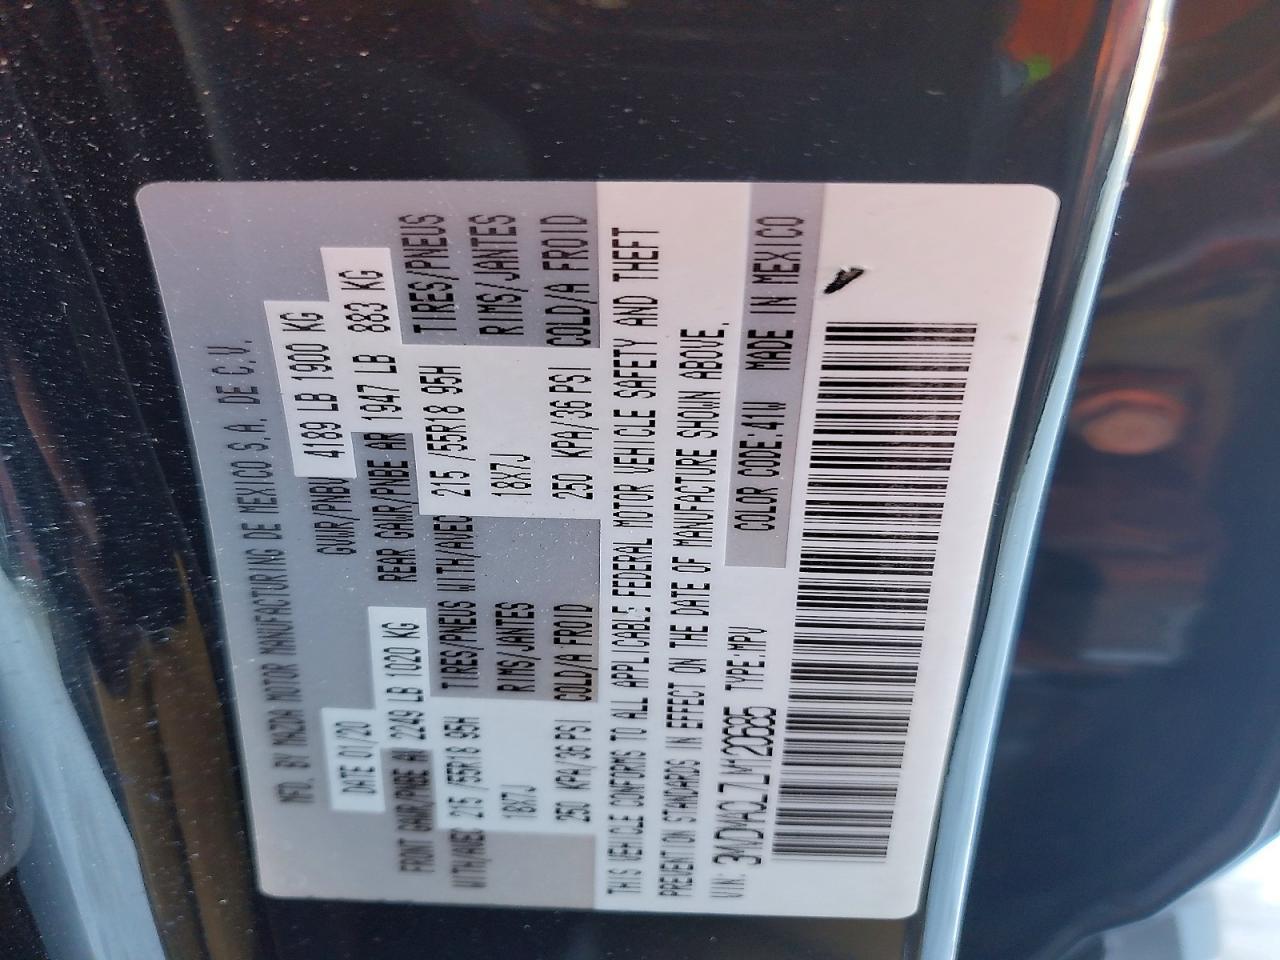 MFD. BY MAZDA MOTOR MANUFACTURING DE MEXICO S.A. DE C.V.
DATE 01/20 GVWR/PNBV 4189 LB 1900 KG
FRONT GAWR/PNBE AV 2249 LB 1020 KG REAR GAWR/PNBE AR 1947 LB 883 KG
WITH/AVEC 215 /55R18 95H TIRES/PNEUS WITH/AVEC 215 /55R18 95H TIRES/PNEUS
18X7J RIMS/JANTES 18X7J RIMS/JANTES
250 KPA/36 PSI COLD/A FROID 250 KPA/36 PSI COLD/A FROID
THIS VEHICLE CONFORMS TO ALL APPLICABLE FEDERAL MOTOR VEHICLE SAFETY AND THEFT
PREVENTION STANDARDS IN EFFECT ON THE DATE OF MANUFACTURE SHOWN ABOVE.
VIN: 3MVDMACL7LM120685 TYPE:MPV COLOR CODE:41W MADE IN MEXICO